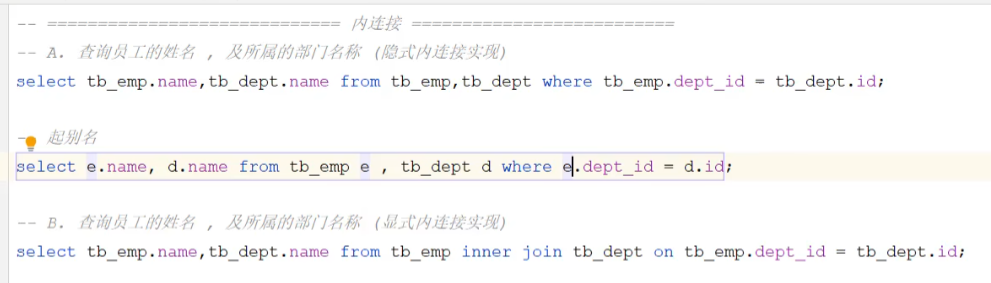 -- ============================= 内连接 ==========================
-- A. 查询员工的姓名 , 及所属的部门名称 (隐式内连接实现)
select tb_emp.name,tb_dept.name from tb_emp,tb_dept where tb_emp.dept_id = tb_dept.id;
-- 起别名
select e.name, d.name from tb_emp e , tb_dept d where e.dept_id = d.id;
-- B. 查询员工的姓名 , 及所属的部门名称 (显式内连接实现)
select tb_emp.name,tb_dept.name from tb_emp inner join tb_dept on tb_emp.dept_id = tb_dept.id;